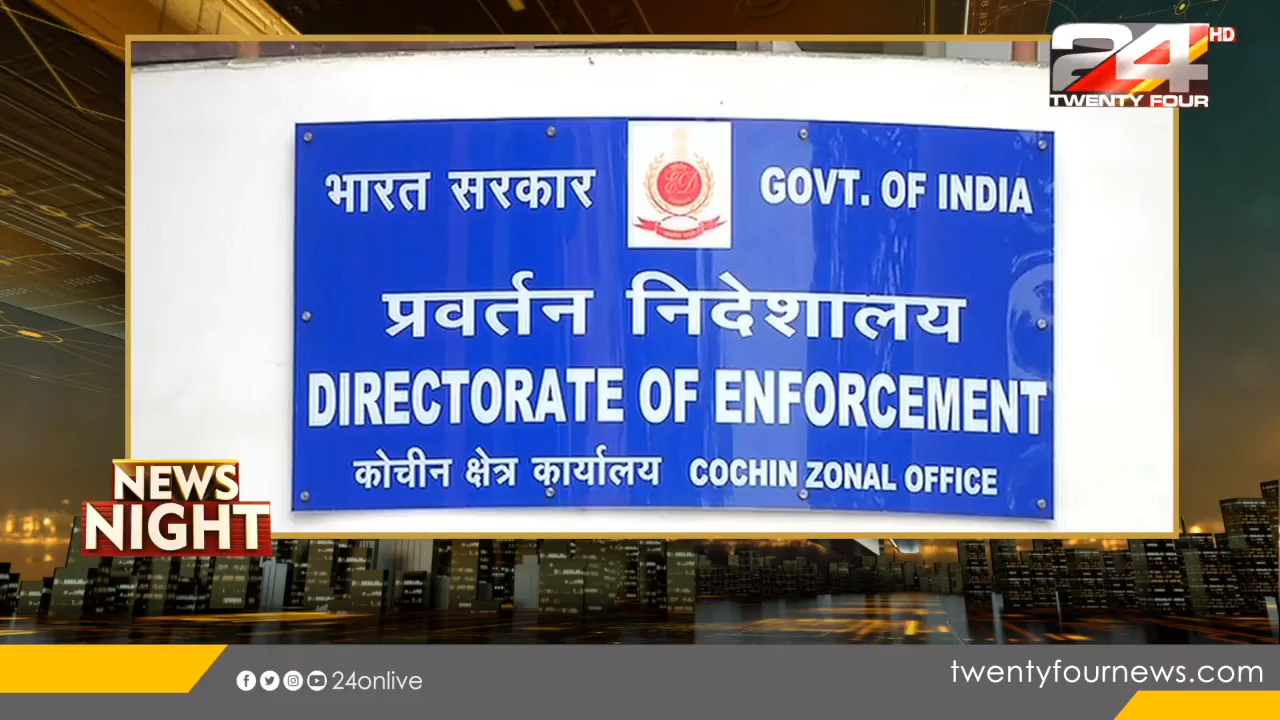 24 HD
TWENTY FOUR
भारत सरकार
ED
GOVT. OF INDIA
प्रवर्तन निदेशालय
DIRECTORATE OF ENFORCEMENT
कोचीन क्षेत्र कार्यालय COCHIN ZONAL OFFICE
NEWS
NIGHT
24onlive
twentyfournews.com